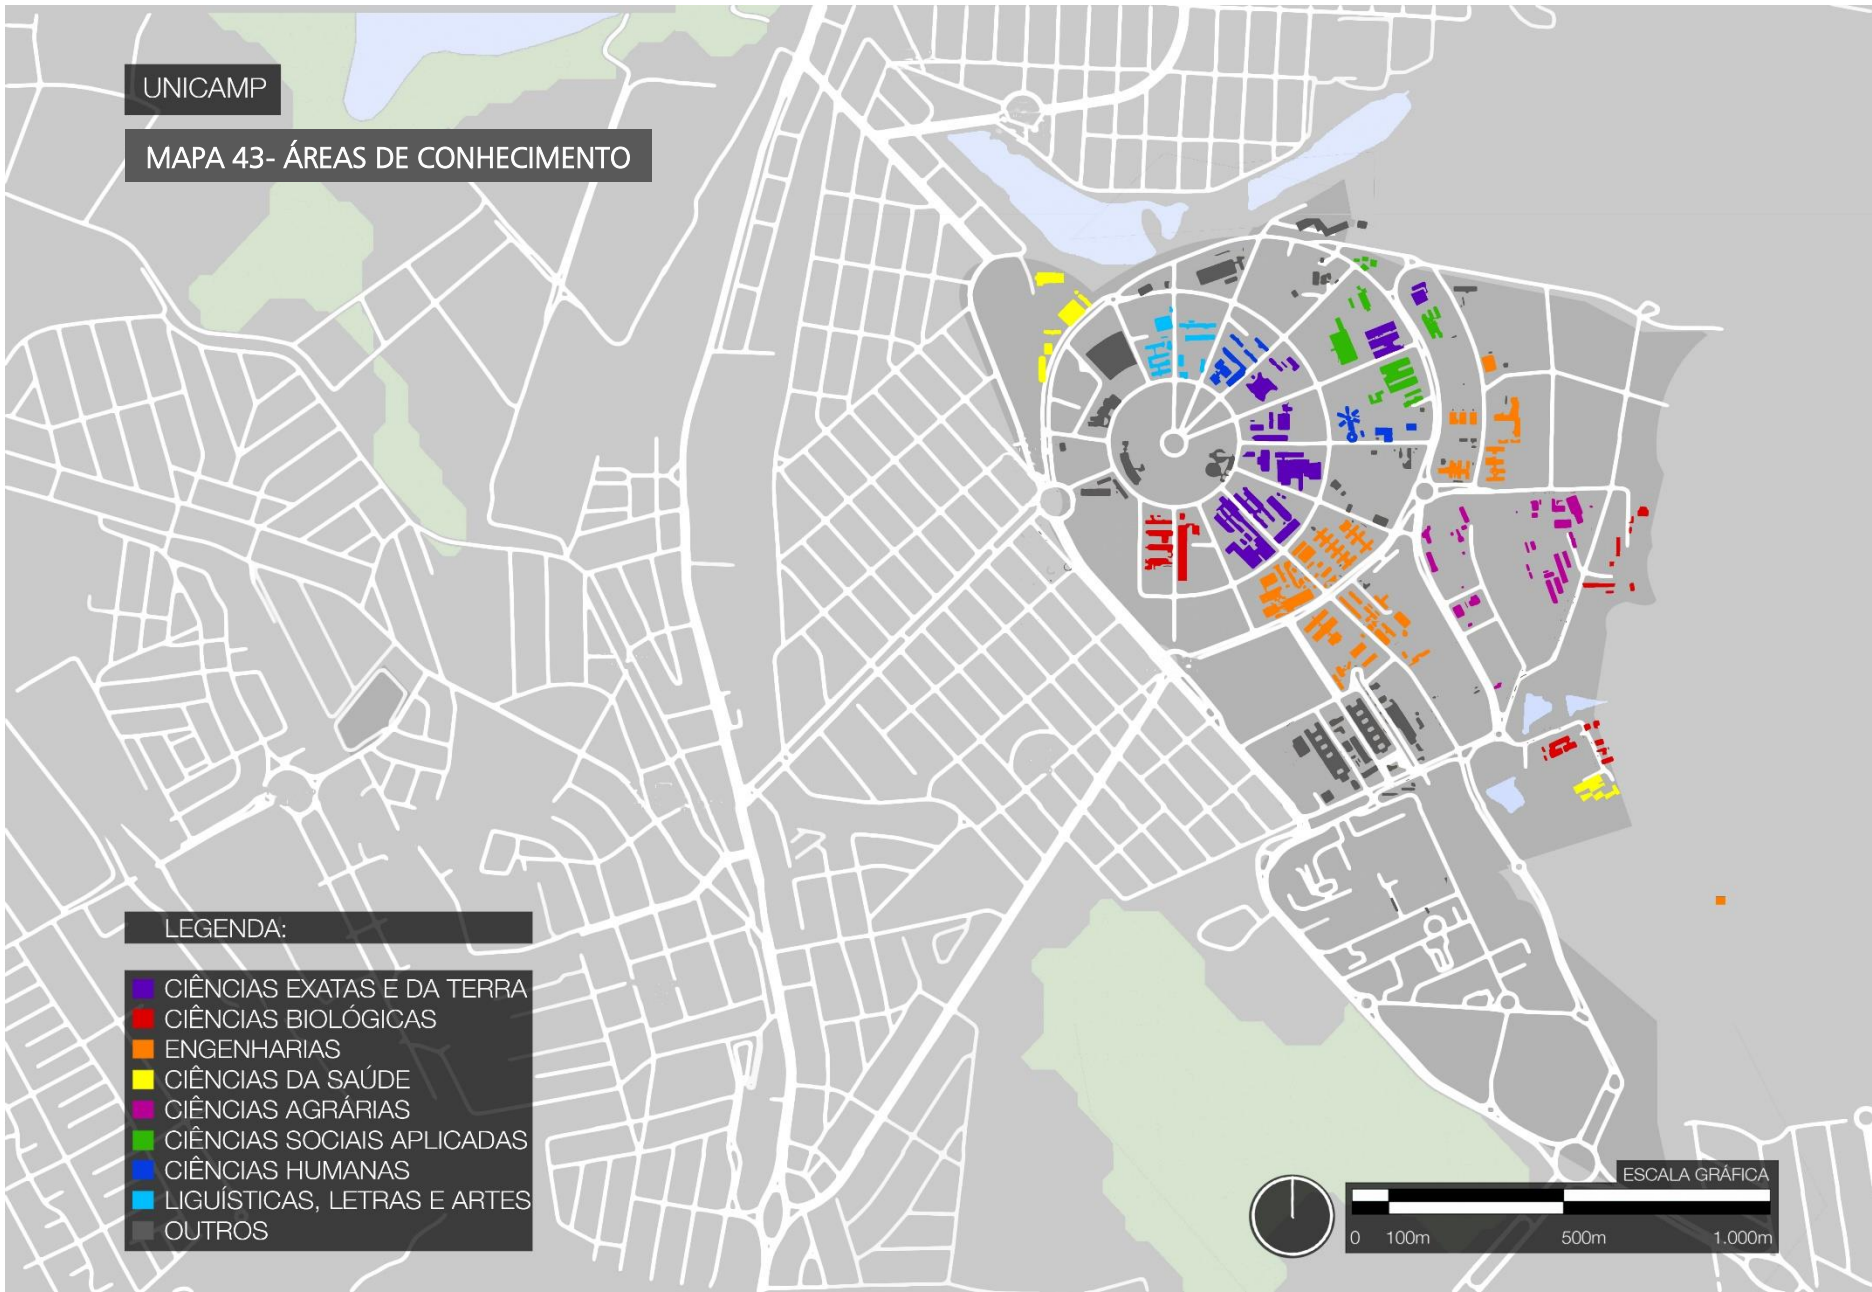 UNICAMP
MAPA 43- ÁREAS DE CONHECIMENTO
LEGENDA:
CIÊNCIAS EXATAS E DA TERRA
CIÊNCIAS BIOLÓGICAS
ENGENHARIAS
CIÊNCIAS DA SAÚDE
CIÊNCIAS AGRÁRIAS
CIÊNCIAS SOCIAIS APLICADAS
CIÊNCIAS HUMANAS
LIGUÍSTICAS, LETRAS E ARTES
OUTROS
ESCALA GRÁFICA
0 100m 500m 1.000m